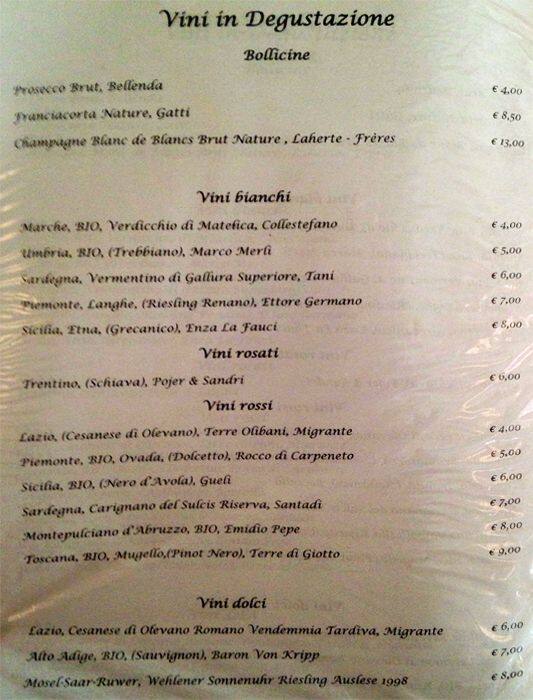 Vini in Degustazione
Bollicine
Prosecco Brut, Bellenda € 4,00
Franciacorta Nature, Gatti € 8,50
Champagne Blanc de Blancs Brut Nature , Laherte - Frères € 13,00
Vini bianchi
Marche, BIO, Verdicchio di Matelica, Collestefano € 4,00
Umbria, BIO, (Trebbiano), Marco Merli € 5,00
Sardegna, Vermentino di Gallura Superiore, Tani € 6,00
Piemonte, Langhe, (Riesling Renano), Ettore Germano € 7,00
Sicilia, Etna, (Grecanico), Enza La Fauci € 8,00
Vini rosati
Trentino, (Schiava), Pojer & Sandri € 6,00
Vini rossi
Lazio, (Cesanese di Olevano), Terre Olibani, Migrante € 4,00
Piemonte, BIO, Ovada, (Dolcetto), Rocco di Carpeneto € 5,00
Sicilia, BIO, (Nero d'Avola), Gueli € 6,00
Sardegna, Carignano del Sulcis Riserva, Santadi € 7,00
Montepulciano d'Abruzzo, BIO, Emidio Pepe € 8,00
Toscana, BIO, Mugello,(Pinot Nero), Terre di Giotto € 9,00
Vini dolci
Lazio, Cesanese di Olevano Romano Vendemmia Tardiva, Migrante € 6,00
Alto Adige, BIO, (Sauvignon), Baron Von Kripp € 7,00
Mosel-Saar-Ruwer, Wehlener Sonnenuhr Riesling Auslese 1998 € 8,00